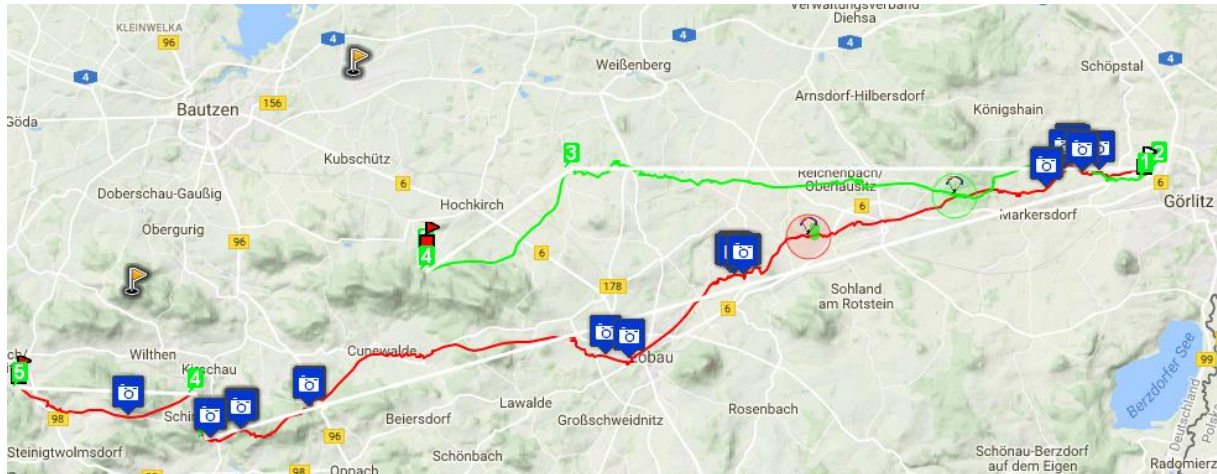 Verwaltungsverband
Diehsa
KLEINWELKA
96
4
4
4
4
4
Weißenberg
Schöpstal
Bautzen
156
Arnsdorf-Hilbersdorf
Königshain
Göda
Kubschütz
3
1
2
6
6
Reichenbach/
Oberlausitz
6
Doberschau-Gaußig
Hochkirch
Görlitz
Markersdorf
Obergurig
96
4
6
178
Sohland
am Rotstein
6
Wilthen
Kirschau
Cunewalde
99
5
4
Berzdorfer See
98
Lawalde
Rosenbach
Beiersdorf
Großschweidnitz
96
Steinigtwolmsdorf
Schönbach
98
Oppach
Schönau-Berzdorf
auf dem Eigen
Deutschland
Radomierz